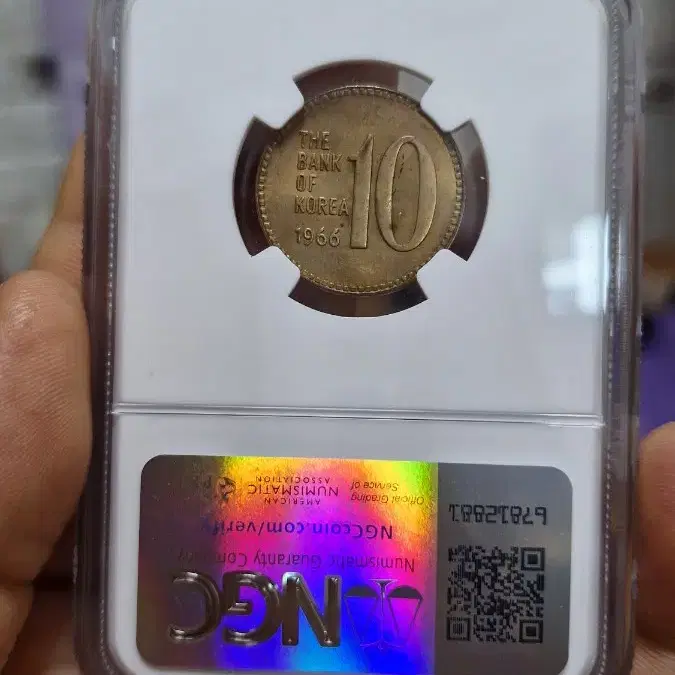 THE
BANK
OF
KOREA
1966
10
NGC
Numismatic Guaranty Company
NGCcoin.com/verify
Official Grading
Service of
AMERICAN
NUMISMATIC
ASSOCIATION